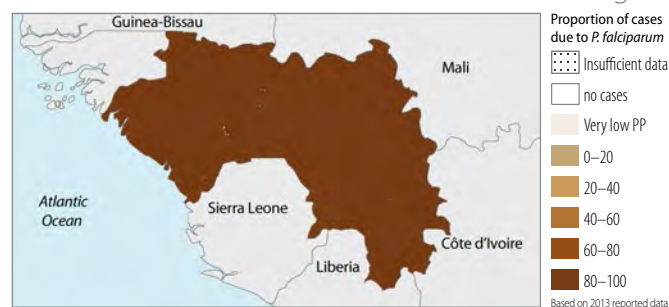 Guinea-Bissau
Mali
Atlantic
Ocean
Sierra Leone
Liberia
Côte d'Ivoire
Proportion of cases
due to P. falciparum
Insufficient data
no cases
Very low PP
0–20
20–40
40–60
60–80
80–100
Based on 2013 reported data